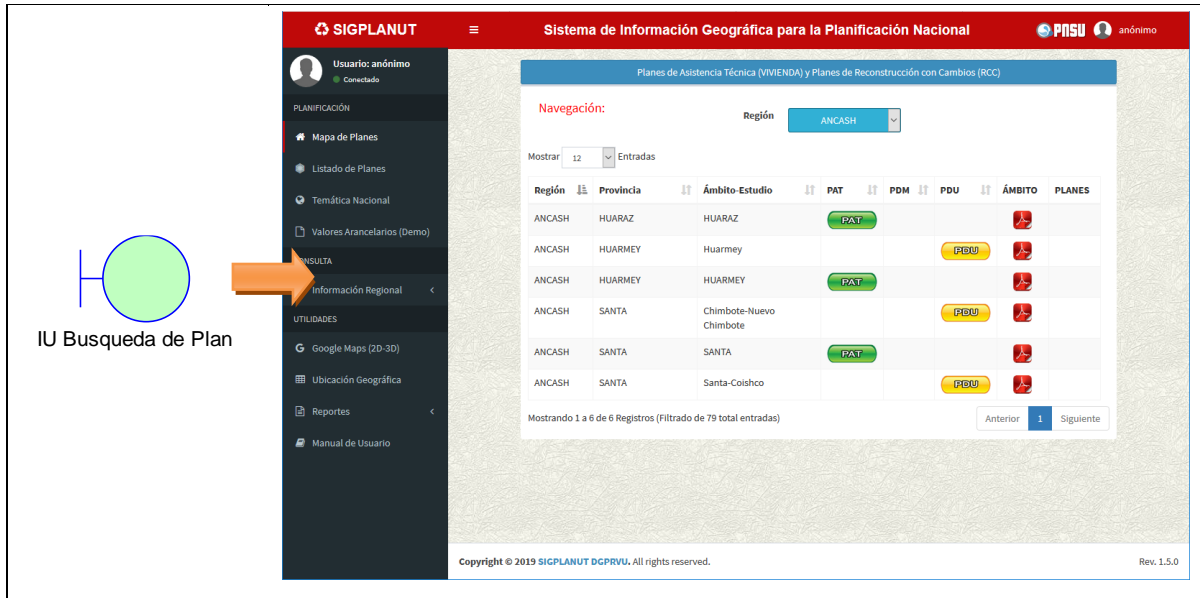 SIGPLANUT
Sistema de Información Geográfica para la Planificación Nacional
PNSU
anónimo
Usuario: anónimo
Conectado
PLANIFICACIÓN
Mapa de Planes
Listado de Planes
Temática Nacional
Valores Arancelarios (Demo)
CONSULTA
Información Regional
UTILIDADES
Google Maps (2D-3D)
Ubicación Geográfica
Reportes
Manual de Usuario
IU Busqueda de Plan
Planes de Asistencia Técnica (VIVIENDA) y Planes de Reconstrucción con Cambios (RCC)
Navegación:
Región ANCASH
Mostrar 12 Entradas
Región Provincia Ámbito-Estudio PAT PDM PDU ÁMBITO PLANES
ANCASH HUARAZ HUARAZ PAT
ANCASH HUARMEY Huarmey PDU
ANCASH HUARMEY HUARMEY PAT
ANCASH SANTA Chimbote-Nuevo PDU
Chimbote
ANCASH SANTA SANTA PAT
ANCASH SANTA Santa-Coishco PDU
Mostrando 1 a 6 de 6 Registros (Filtrado de 79 total entradas)
Anterior 1 Siguiente
Copyright © 2019 SIGPLANUT DGPRVU. All rights reserved.
Rev. 1.5.0